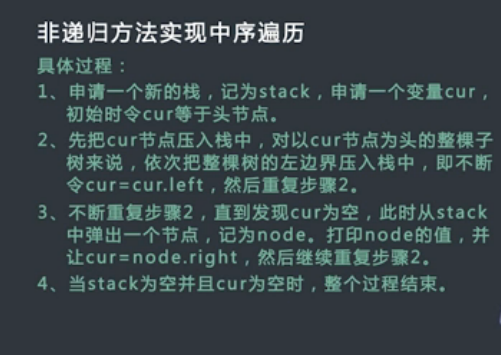 非递归方法实现中序遍历
具体过程：
1、申请一个新的栈，记为stack，申请一个变量cur，
初始时令cur等于头节点。
2、先把cur节点压入栈中，对以cur节点为头的整棵子
树来说，依次把整棵树的左边界压入栈中，即不断
令cur=cur.left，然后重复步骤2。
3、不断重复步骤2，直到发现cur为空，此时从stack
中弹出一个节点，记为node。打印node的值，并
让cur=node.right，然后继续重复步骤2。
4、当stack为空并且cur为空时，整个过程结束。